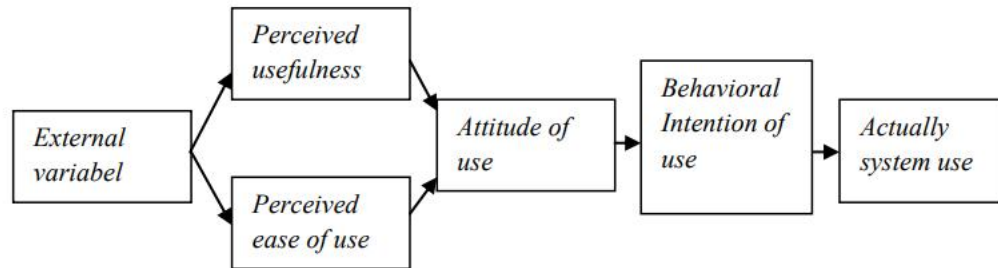 External
variabel
Perceived
usefulness
Perceived
ease of use
Attitude of
use
Behavioral
Intention of
use
Actually
system use